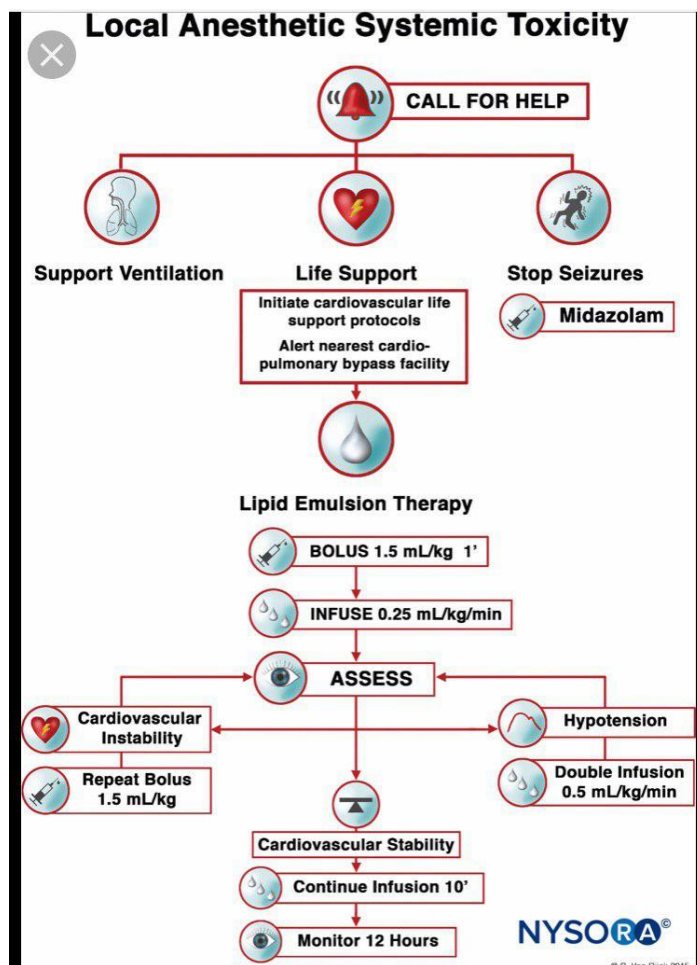 Local Anesthetic Systemic Toxicity
CALL FOR HELP
Support Ventilation
Life Support
Stop Seizures
Initiate cardiovascular life
support protocols
Alert nearest cardio-
pulmonary bypass facility
Midazolam
Lipid Emulsion Therapy
BOLUS 1.5 mL/kg 1’
INFUSE 0.25 mL/kg/min
ASSESS
Cardiovascular
Instability
Repeat Bolus
1.5 mL/kg
Hypotension
Double Infusion
0.5 mL/kg/min
Cardiovascular Stability
Continue Infusion 10’
Monitor 12 Hours
NYSORA©